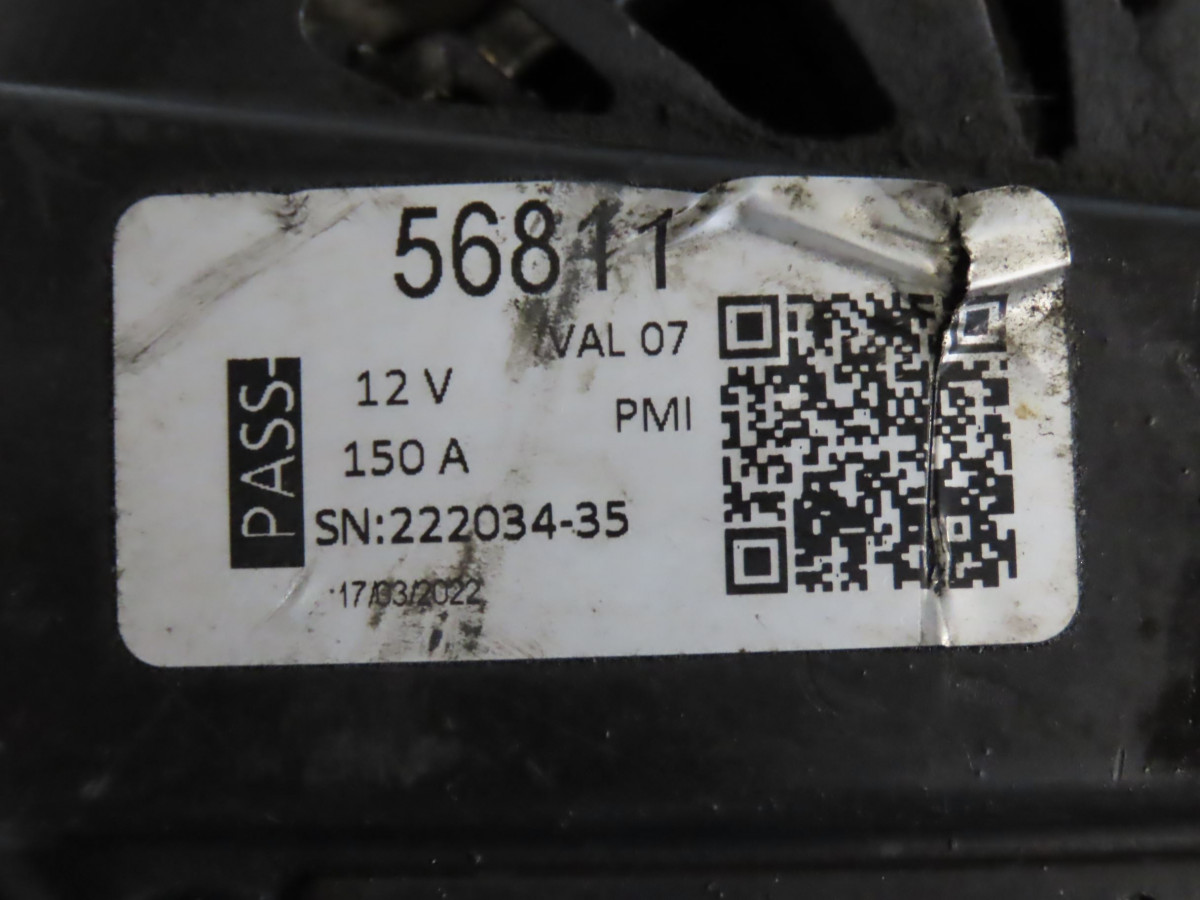 56811
VAL 07
12 V
PMI
150 A
PASS
SN:222034-35
17/03/2022